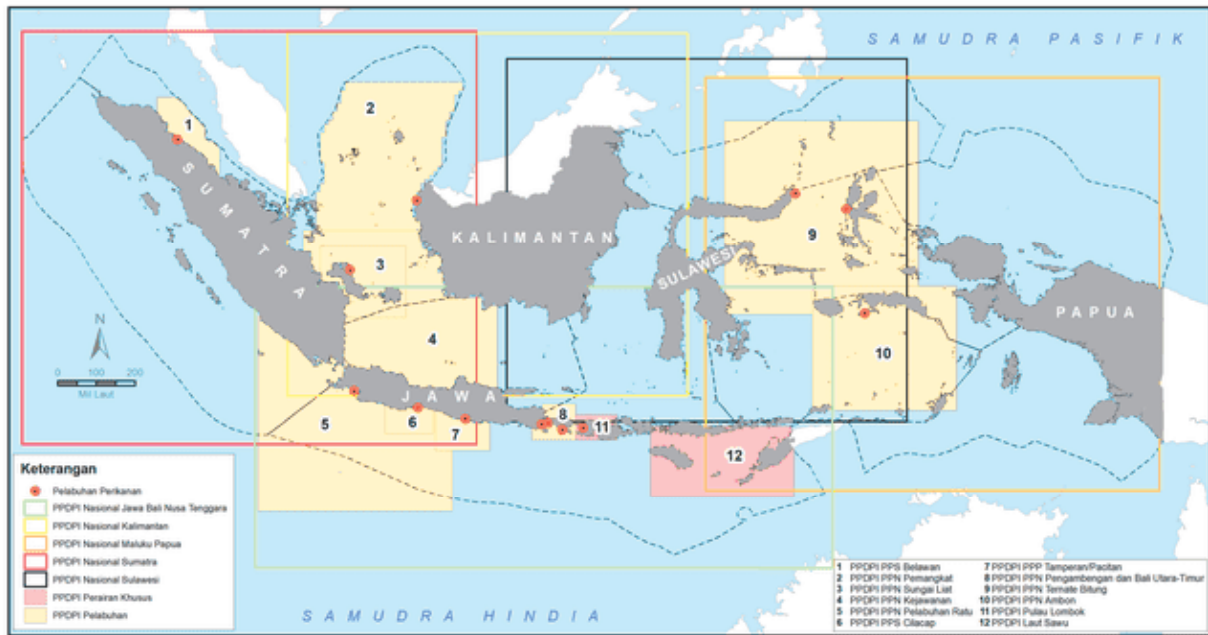 SAMUDRA PASIFIK
2
1
SUMATRA
KALIMANTAN
9
SULAWESI
3
PAPUA
N
4
10
0 100 200
Mil Laut
JAWA
5
6
7
8
11
12
Keterangan
Pelabuhan Perikanan
PPDPI Nasional Jawa Bali Nusa Tenggara
PPDPI Nasional Kalimantan
PPDPI Nasional Maluku Papua
PPDPI Nasional Sumatra
PPDPI Nasional Sulawesi
PPDPI Perairan Khusus
PPDPI Pelabuhan
SAMUDRA HINDIA
1 PPDPI PPS Belawan
2 PPDPI PPN Pemangkat
3 PPDPI PPN Sungai Liat
4 PPDPI PPN Kejawanan
5 PPDPI PPN Pelabuhan Ratu
6 PPDPI PPS Cilacap
7 PPDPI PPP Tamperan/Pacitan
8 PPDPI PPN Pengambengan dan Bali Utara-Timur
9 PPDPI PPN Ternate Bitung
10 PPDPI PPN Ambon
11 PPDPI Pulau Lombok
12 PPDPI Laut Sawu